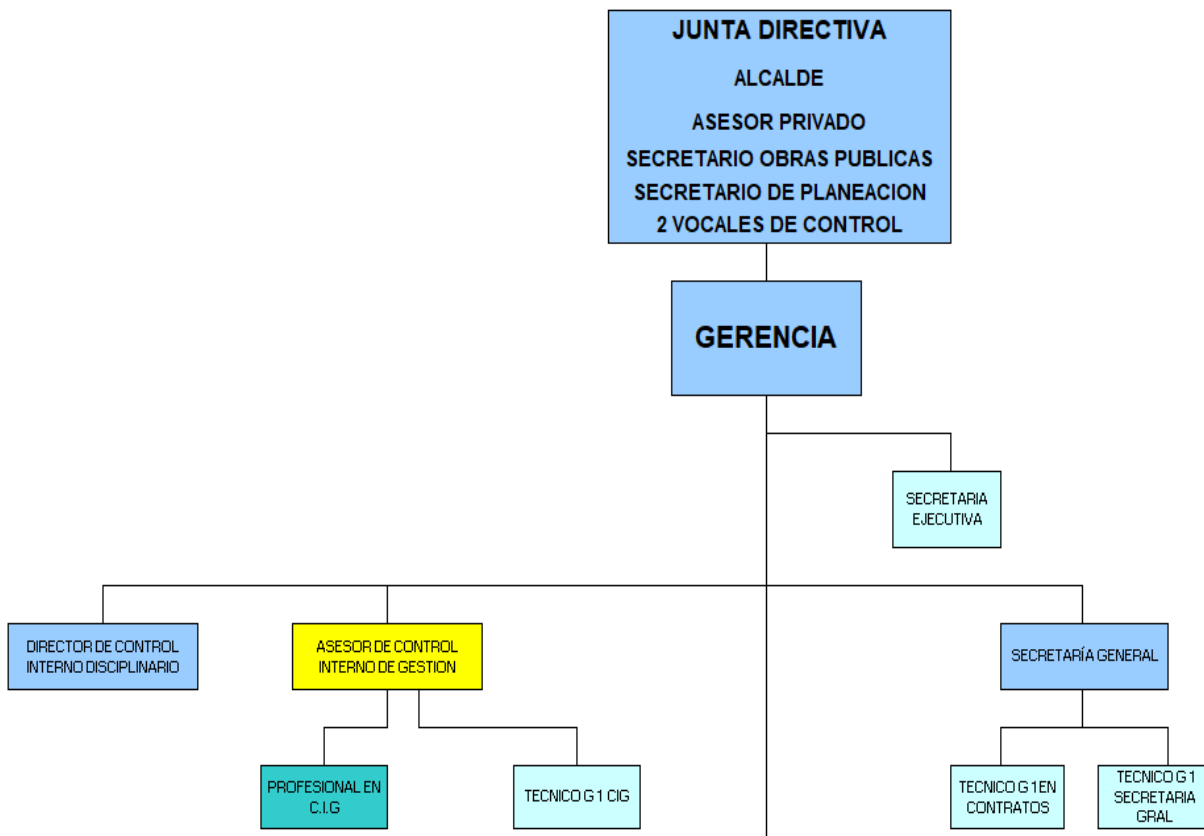 JUNTA DIRECTIVA
ALCALDE
ASESOR PRIVADO
SECRETARIO OBRAS PUBLICAS
SECRETARIO DE PLANEACION
2 VOCALES DE CONTROL
GERENCIA
SECRETARIA
EJECUTIVA
DIRECTOR DE CONTROL
INTERNO DISCIPLINARIO
ASESOR DE CONTROL
INTERNO DE GESTION
SECRETARÍA GENERAL
PROFESIONAL EN
C.I.G
TECNICO G 1 CIG
TECNICO G 1EN
CONTRATOS
TECNICO G 1
SECRETARIA
GRAL